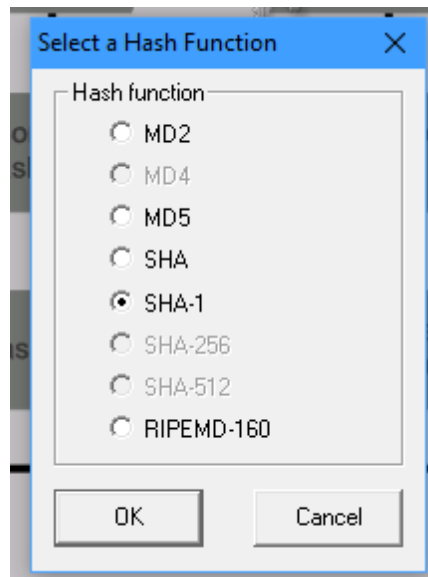 Select a Hash Function
Hash function
MD2
MD4
MD5
SHA
SHA-1
SHA-256
SHA-512
RIPEMD-160
OK
Cancel